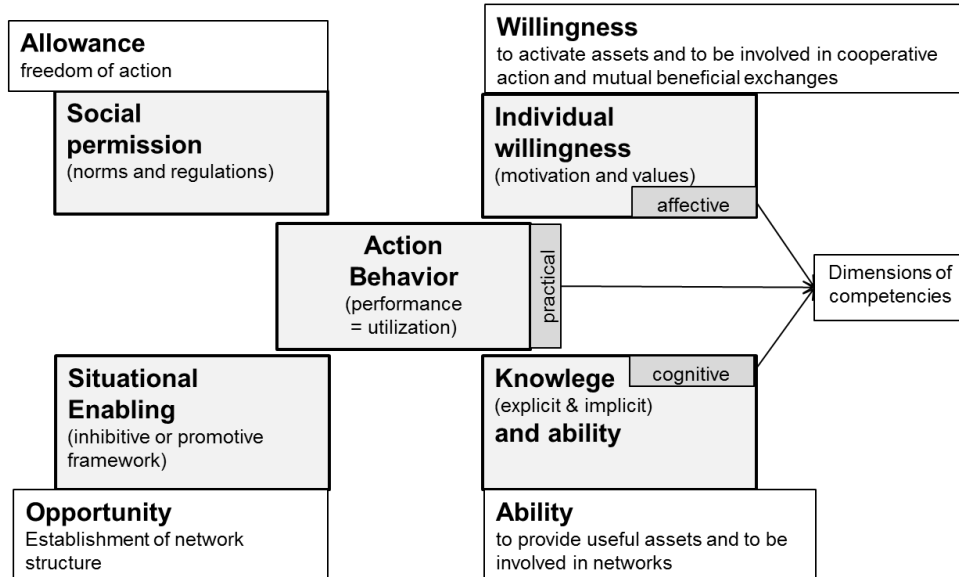 Allowance
freedom of action
Social
permission
(norms and regulations)
Willingness
to activate assets and to be involved in cooperative
action and mutual beneficial exchanges
Individual
willingness
(motivation and values)
affective
Action
Behavior
(performance
= utilization)
practical
Dimensions of
competencies
Situational
Enabling
(inhibitive or promotive
framework)
Opportunity
Establishment of network
structure
Knowlege
(explicit & implicit)
and ability
cognitive
Ability
to provide useful assets and to be
involved in networks